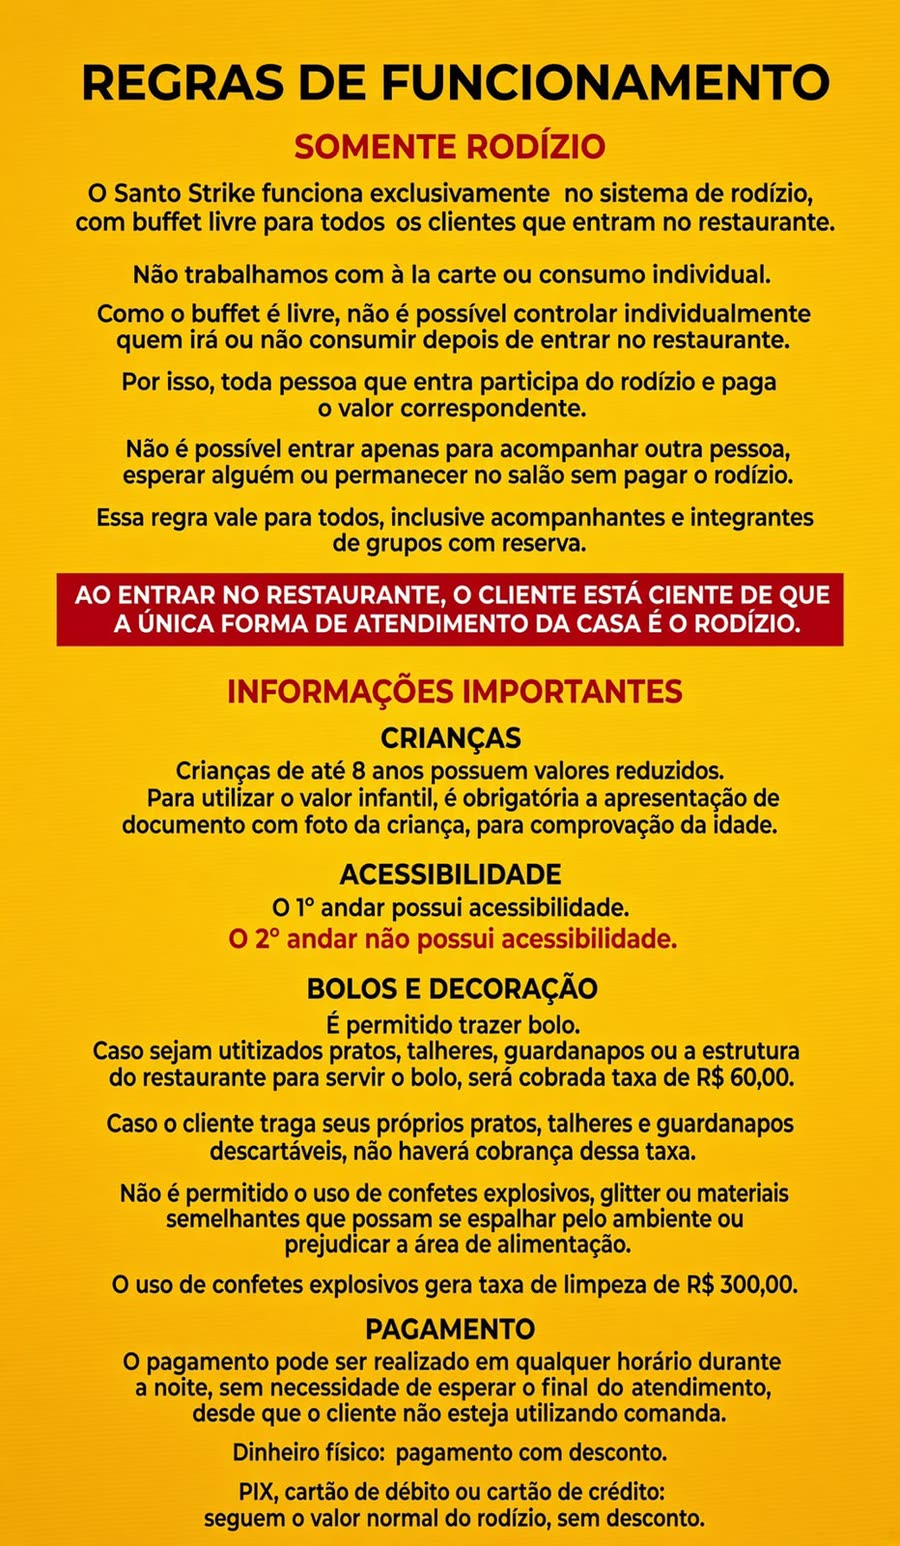 REGRAS DE FUNCIONAMENTO
SOMENTE RODÍZIO
O Santo Strike funciona exclusivamente no sistema de rodízio,
com buffet livre para todos os clientes que entram no restaurante.
Não trabalhamos com à la carte ou consumo individual.
Como o buffet é livre, não é possível controlar individualmente
quem irá ou não consumir depois de entrar no restaurante.
Por isso, toda pessoa que entra participa do rodízio e paga
o valor correspondente.
Não é possível entrar apenas para acompanhar outra pessoa,
esperar alguém ou permanecer no salão sem pagar o rodízio.
Essa regra vale para todos, inclusive acompanhantes e integrantes
de grupos com reserva.
AO ENTRAR NO RESTAURANTE, O CLIENTE ESTÁ CIENTE DE QUE
A ÚNICA FORMA DE ATENDIMENTO DA CASA É O RODÍZIO.
INFORMAÇÕES IMPORTANTES
CRIANÇAS
Crianças de até 8 anos possuem valores reduzidos.
Para utilizar o valor infantil, é obrigatória a apresentação de
documento com foto da criança, para comprovação da idade.
ACESSIBILIDADE
O 1º andar possui acessibilidade.
O 2º andar não possui acessibilidade.
BOLOS E DECORAÇÃO
É permitido trazer bolo.
Caso sejam utitizados pratos, talheres, guardanapos ou a estrutura
do restaurante para servir o bolo, será cobrada taxa de R$ 60,00.
Caso o cliente traga seus próprios pratos, talheres e guardanapos
descartáveis, não haverá cobrança dessa taxa.
Não é permitido o uso de confetes explosivos, glitter ou materiais
semelhantes que possam se espalhar pelo ambiente ou
prejudicar a área de alimentação.
O uso de confetes explosivos gera taxa de limpeza de R$ 300,00.
PAGAMENTO
O pagamento pode ser realizado em qualquer horário durante
a noite, sem necessidade de esperar o final do atendimento,
desde que o cliente não esteja utilizando comanda.
Dinheiro físico: pagamento com desconto.
PIX, cartão de débito ou cartão de crédito:
seguem o valor normal do rodízio, sem desconto.